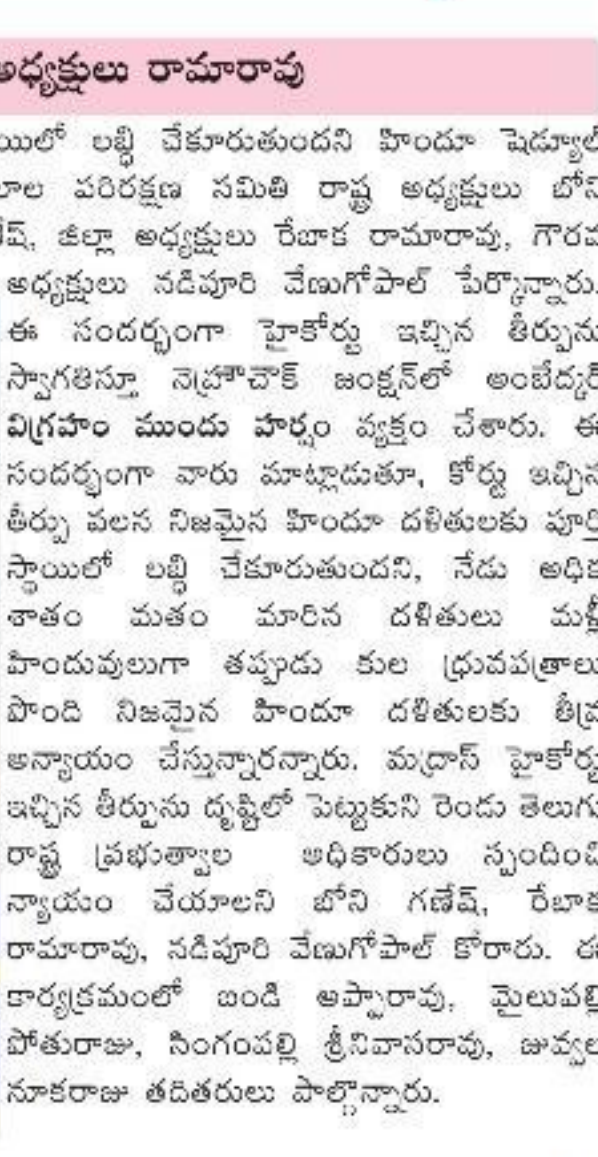 అధ్యక్షులు రామారావు
యిలో లబ్ధి చేకూరుతుందని హిందూ షెడ్యూల్
లాల పరిరక్షణ సమితి రాష్ట్ర అధ్యక్షులు బోని
ణేష్, జిల్లా అధ్యక్షులు రేబాక రామారావు, గౌరవ
అధ్యక్షులు నడిపూరి వేణుగోపాల్ పేర్కొన్నారు.
ఈ సందర్భంగా హైకోర్టు ఇచ్చిన తీర్పును
స్వాగతిస్తూ నెహ్రూచౌక్ జంక్షన్‌లో అంబేద్కర్
విగ్రహం ముందు హర్షం వ్యక్తం చేశారు. ఈ
సందర్భంగా వారు మాట్లాడుతూ, కోర్టు ఇచ్చిన
తీర్పు వలన నిజమైన హిందూ దళితులకు పూర్తి
స్థాయిలో లబ్ధి చేకూరుతుందని, నేడు అధిక
శాతం మతం మారిన దళితులు మళ్లీ
హిందువులుగా తప్పుడు కుల ధ్రువపత్రాలు
పొంది నిజమైన హిందూ దళితులకు తీవ్ర
అన్యాయం చేస్తున్నారన్నారు. మద్రాస్ హైకోర్టు
ఇచ్చిన తీర్పును దృష్టిలో పెట్టుకుని రెండు తెలుగు
రాష్ట్ర ప్రభుత్వాల అధికారులు స్పందించి
న్యాయం చేయాలని బోని గణేష్, రేబాక
రామారావు, నడిపూరి వేణుగోపాల్ కోరారు. ఈ
కార్యక్రమంలో బండి అప్పారావు, మైలుపల్లి
పోతురాజు, సింగంపల్లి శ్రీనివాసరావు, జువ్వల
నూకరాజు తదితరులు పాల్గొన్నారు.